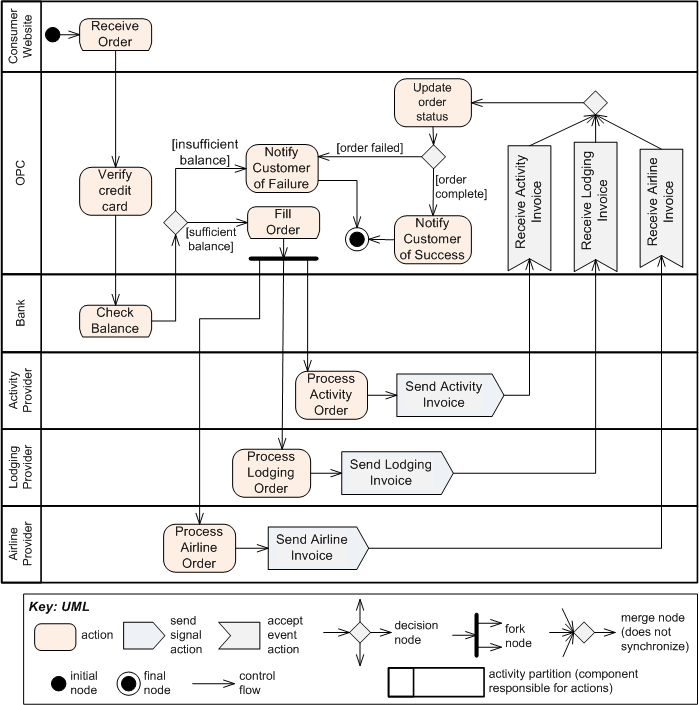 Consumer
Website
Receive
Order
OPC
Verify
credit
card
[insufficient
balance]
[sufficient
balance]
Notify
Customer
of Failure
Fill
Order
Update
order
status
[order failed]
[order
complete]
Notify
Customer
of Success
Receive Activity
Invoice
Receive Lodging
Invoice
Receive Airline
Invoice
Bank
Check
Balance
Activity
Provider
Process
Activity
Order
Send Activity
Invoice
Lodging
Provider
Process
Lodging
Order
Send Lodging
Invoice
Airline
Provider
Process
Airline
Order
Send Airline
Invoice
Key: UML
action
send
signal
action
accept
event
action
decision
node
fork
node
merge node
(does not
synchronize)
initial
node
final
node
control
flow
activity partition (component
responsible for actions)